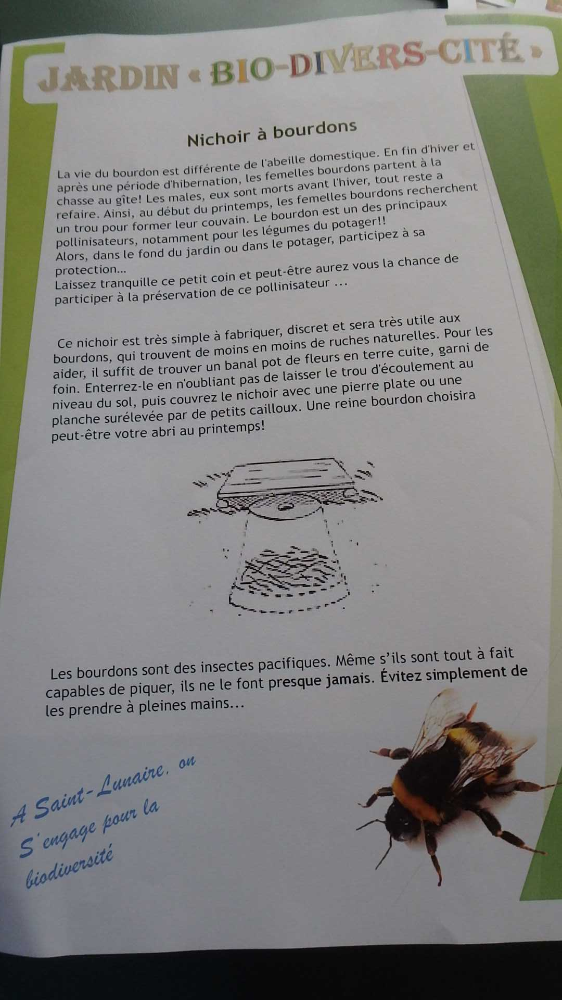 JARDIN « BIO-DIVERS-CITÉ »
Nichoir à bourdons
La vie du bourdon est différente de l'abeille domestique. En fin d'hiver et
après une période d'hibernation, les femelles bourdons partent à la
chasse au gîte! Les males, eux sont morts avant l'hiver, tout reste a
refaire. Ainsi, au début du printemps, les femelles bourdons recherchent
un trou pour former leur couvain. Le bourdon est un des principaux
pollinisateurs, notamment pour les légumes du potager!!
Alors, dans le fond du jardin ou dans le potager, participez à sa
protection...
Laissez tranquille ce petit coin et peut-être aurez vous la chance de
participer à la préservation de ce pollinisateur ...
Ce nichoir est très simple à fabriquer, discret et sera très utile aux
bourdons, qui trouvent de moins en moins de ruches naturelles. Pour les
aider, il suffit de trouver un banal pot de fleurs en terre cuite, garni de
foin. Enterrez-le en n'oubliant pas de laisser le trou d'écoulement au
niveau du sol, puis couvrez le nichoir avec une pierre plate ou une
planche surélevée par de petits cailloux. Une reine bourdon choisira
peut-être votre abri au printemps!
Les bourdons sont des insectes pacifiques. Même s'ils sont tout à fait
capables de piquer, ils ne le font presque jamais. Évitez simplement de
les prendre à pleines mains...
A Saint-Lunaire, on
S'engage pour la
biodiversité